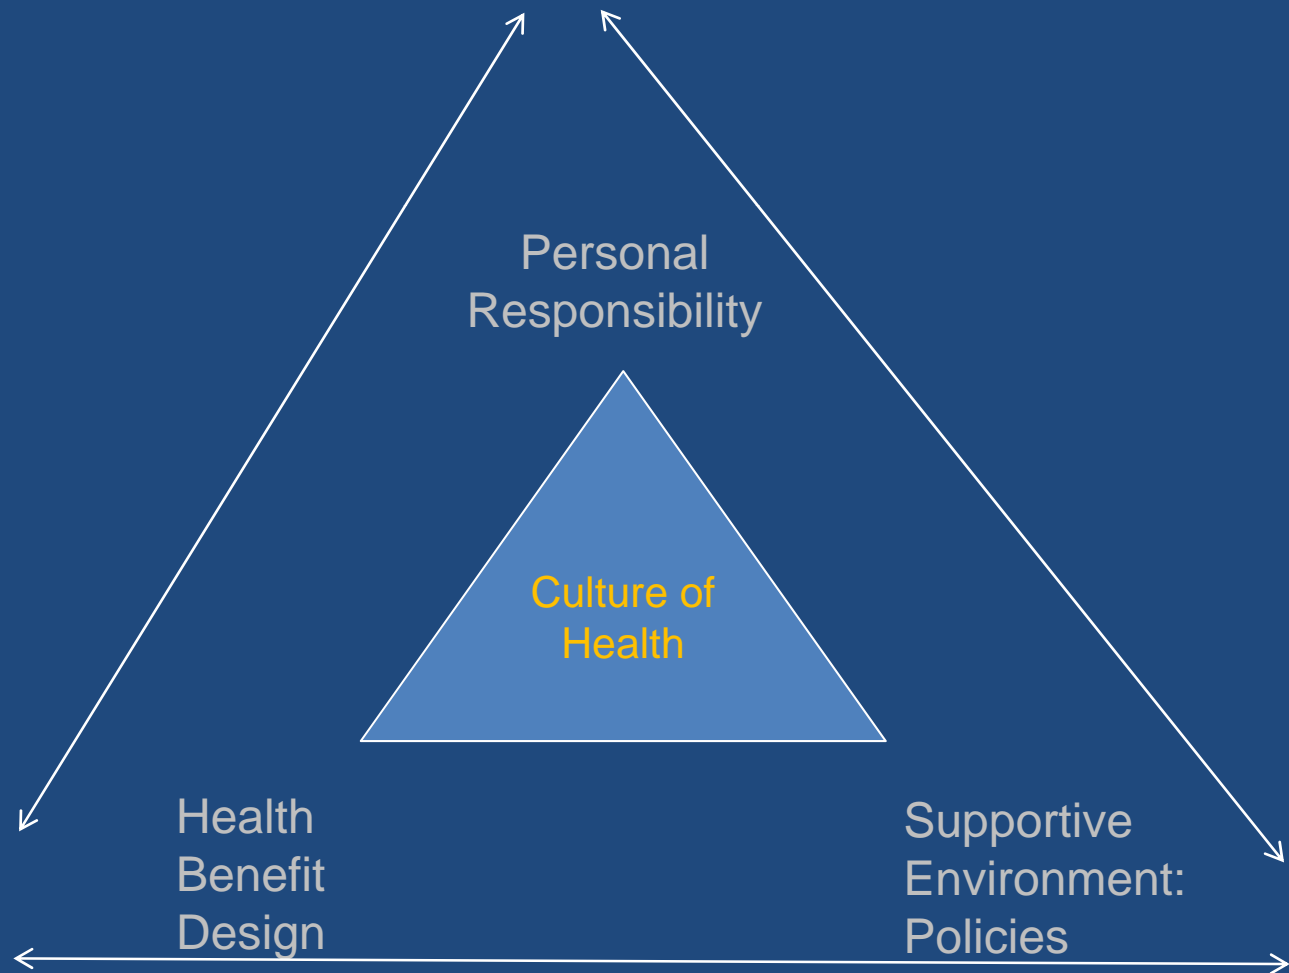 Personal
Responsibility
Culture of
Health
Health
Benefit
Design
Supportive
Environment:
Policies